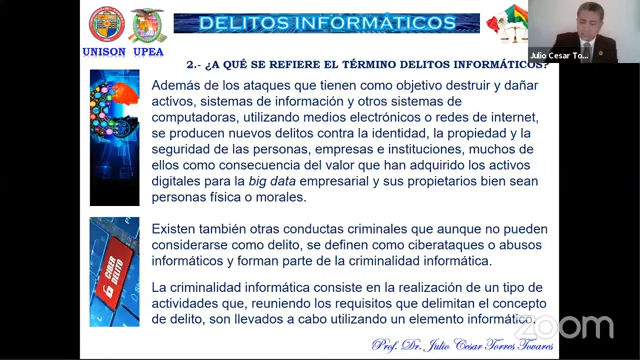 DELITOS INFORMÁTICOS
UNISON UPEA
Julio Cesar To...
2.- ¿A QUÉ SE REFIERE EL TÉRMINO DELITOS INFORMÁTICOS?
Además de los ataques que tienen como objetivo destruir y dañar
activos, sistemas de información y otros sistemas de
computadoras, utilizando medios electrónicos o redes de internet,
se producen nuevos delitos contra la identidad, la propiedad y la
seguridad de las personas, empresas e instituciones, muchos de
ellos como consecuencia del valor que han adquirido los activos
digitales para la big data empresarial y sus propietarios bien sean
personas física o morales.
Existen también otras conductas criminales que aunque no pueden
considerarse como delito, se definen como ciberataques o abusos
informáticos y forman parte de la criminalidad informática.
CIBER
DELITO
La criminalidad informática consiste en la realización de un tipo de
actividades que, reuniendo los requisitos que delimitan el concepto
de delito, son llevados a cabo utilizando un elemento informático.
zoom
Prof. Dr. Julio Cesar Torres Tovares